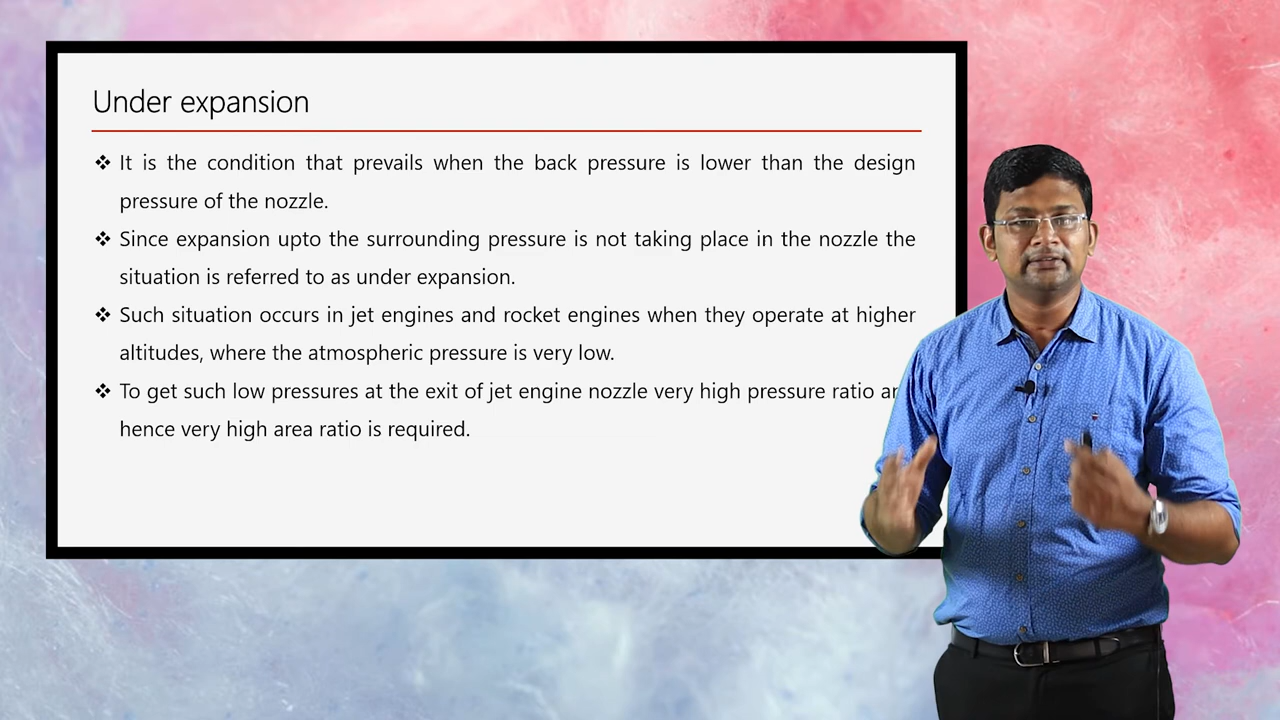 Under expansion
❖ It is the condition that prevails when the back pressure is lower than the design
pressure of the nozzle.
❖ Since expansion upto the surrounding pressure is not taking place in the nozzle the
situation is referred to as under expansion.
❖ Such situation occurs in jet engines and rocket engines when they operate at higher
altitudes, where the atmospheric pressure is very low.
❖ To get such low pressures at the exit of jet engine nozzle very high pressure ratio
hence very high area ratio is required.